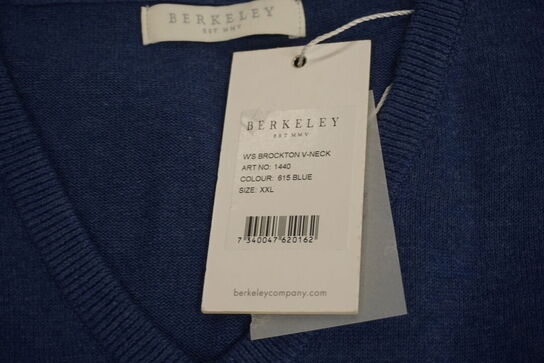 BERKELEY
EST MMV
BERKELEY
EST MMV
WS BROCKTON V-NECK
ART NO: 1440
COLOUR: 615 BLUE
SIZE: XXL
7 340047 620162
berkeleycompany.com